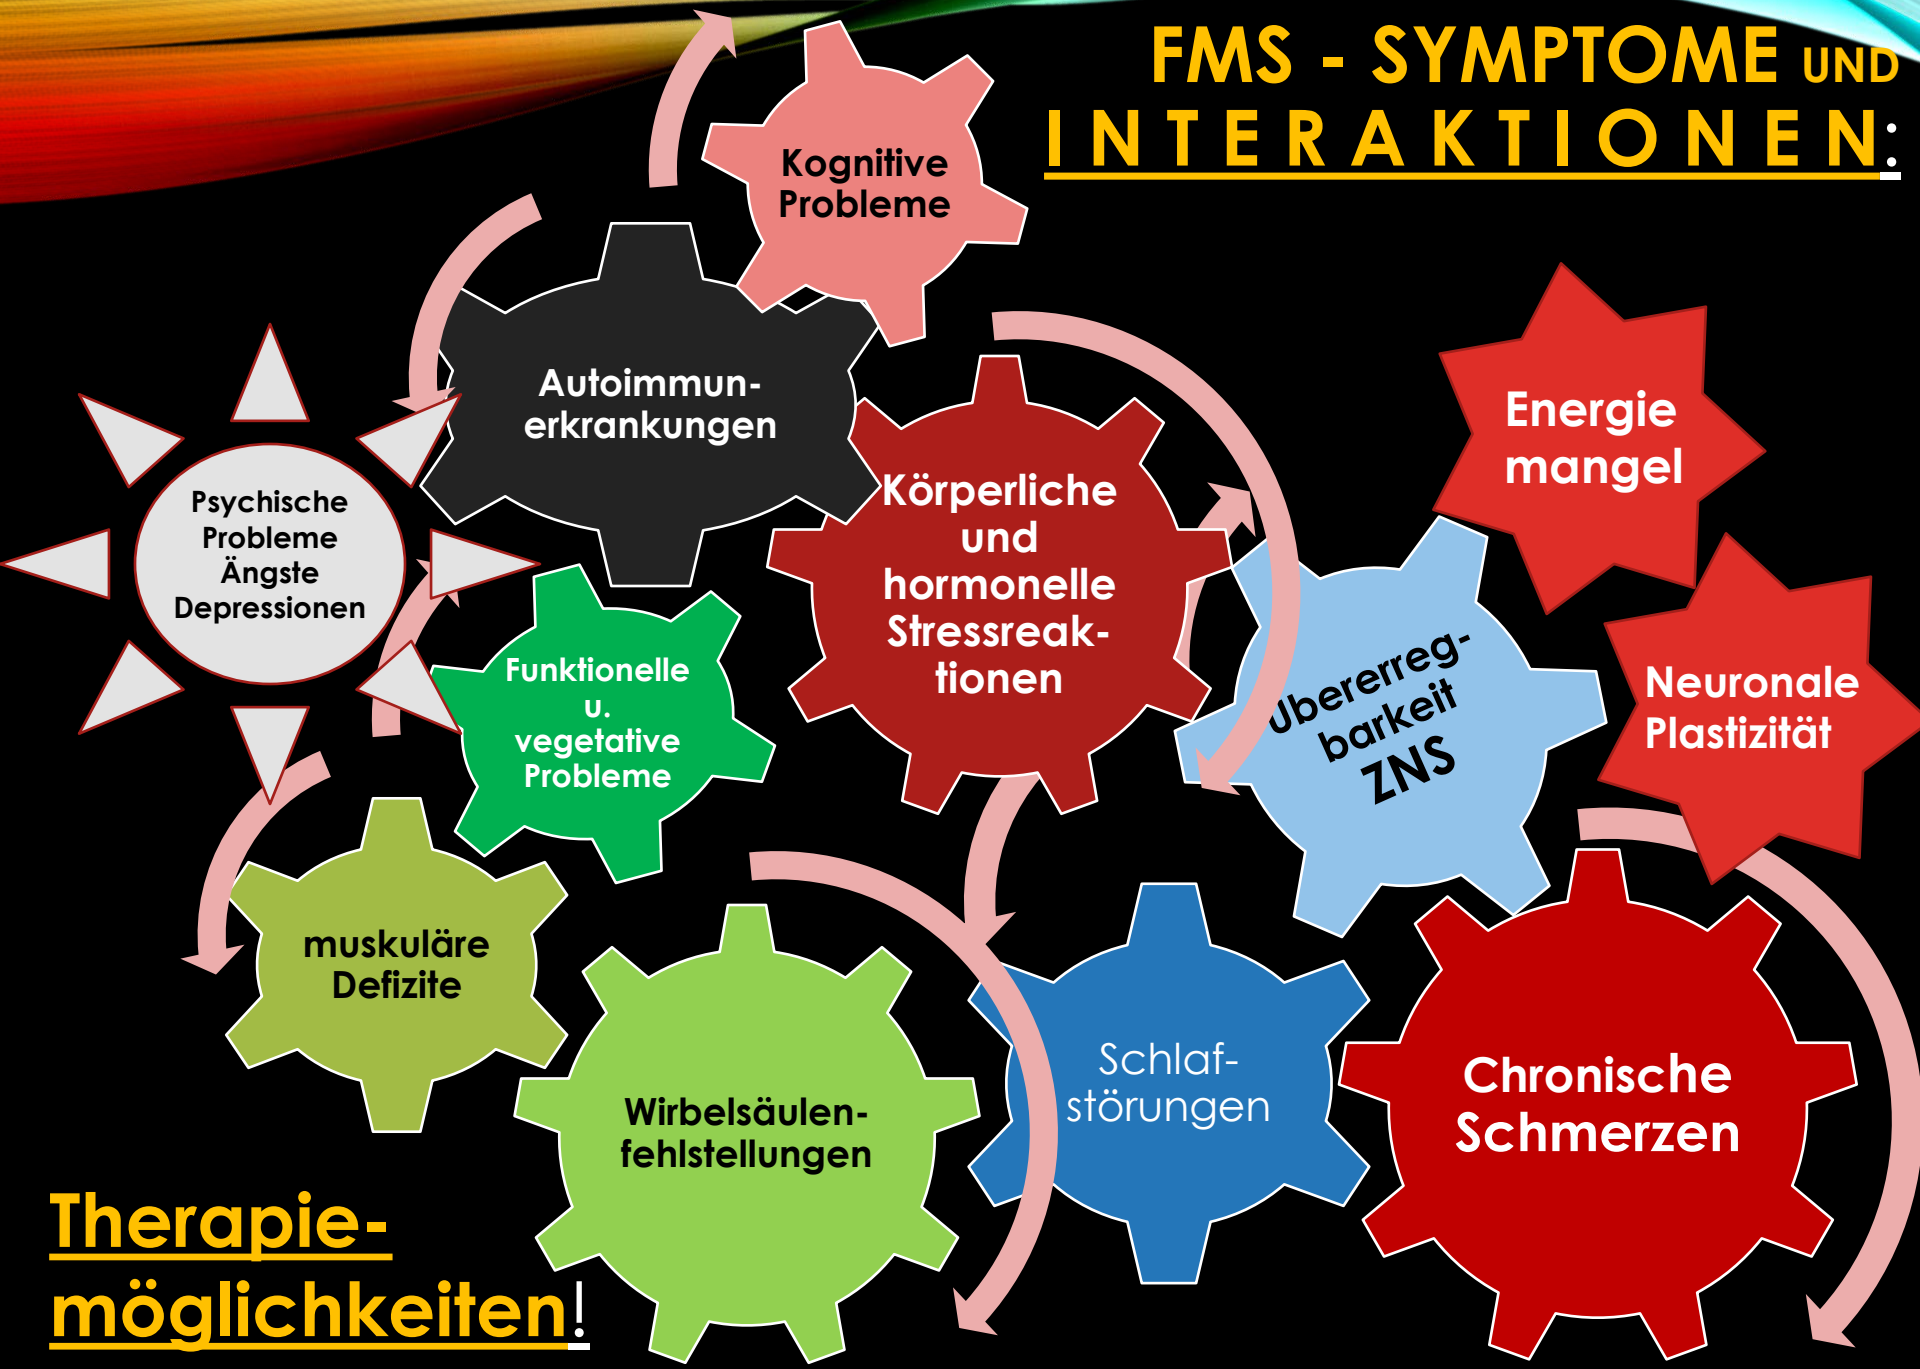 FMS - SYMPTOME UND
INTERAKTIONEN:
Kognitive
Probleme
Autoimmun-
erkrankungen
Psychische
Probleme
Ängste
Depressionen
Körperliche
und
hormonelle
Stressreak-
tionen
Energie
mangel
Funktionelle
u.
vegetative
Probleme
Übererreg-
barkeit
ZNS
Neuronale
Plastizität
muskuläre
Defizite
Wirbelsäulen-
fehlstellungen
Schlaf-
störungen
Chronische
Schmerzen
Therapie-
möglichkeiten!